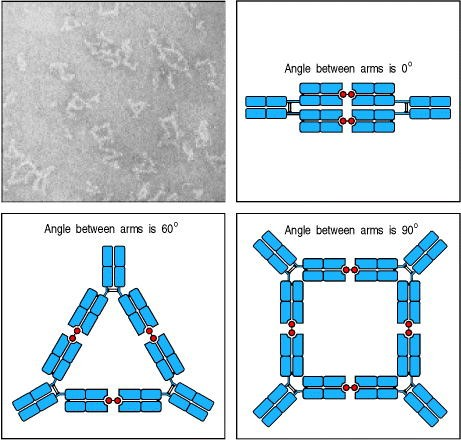 Angle between arms is 0°
Angle between arms is 60°
Angle between arms is 90°